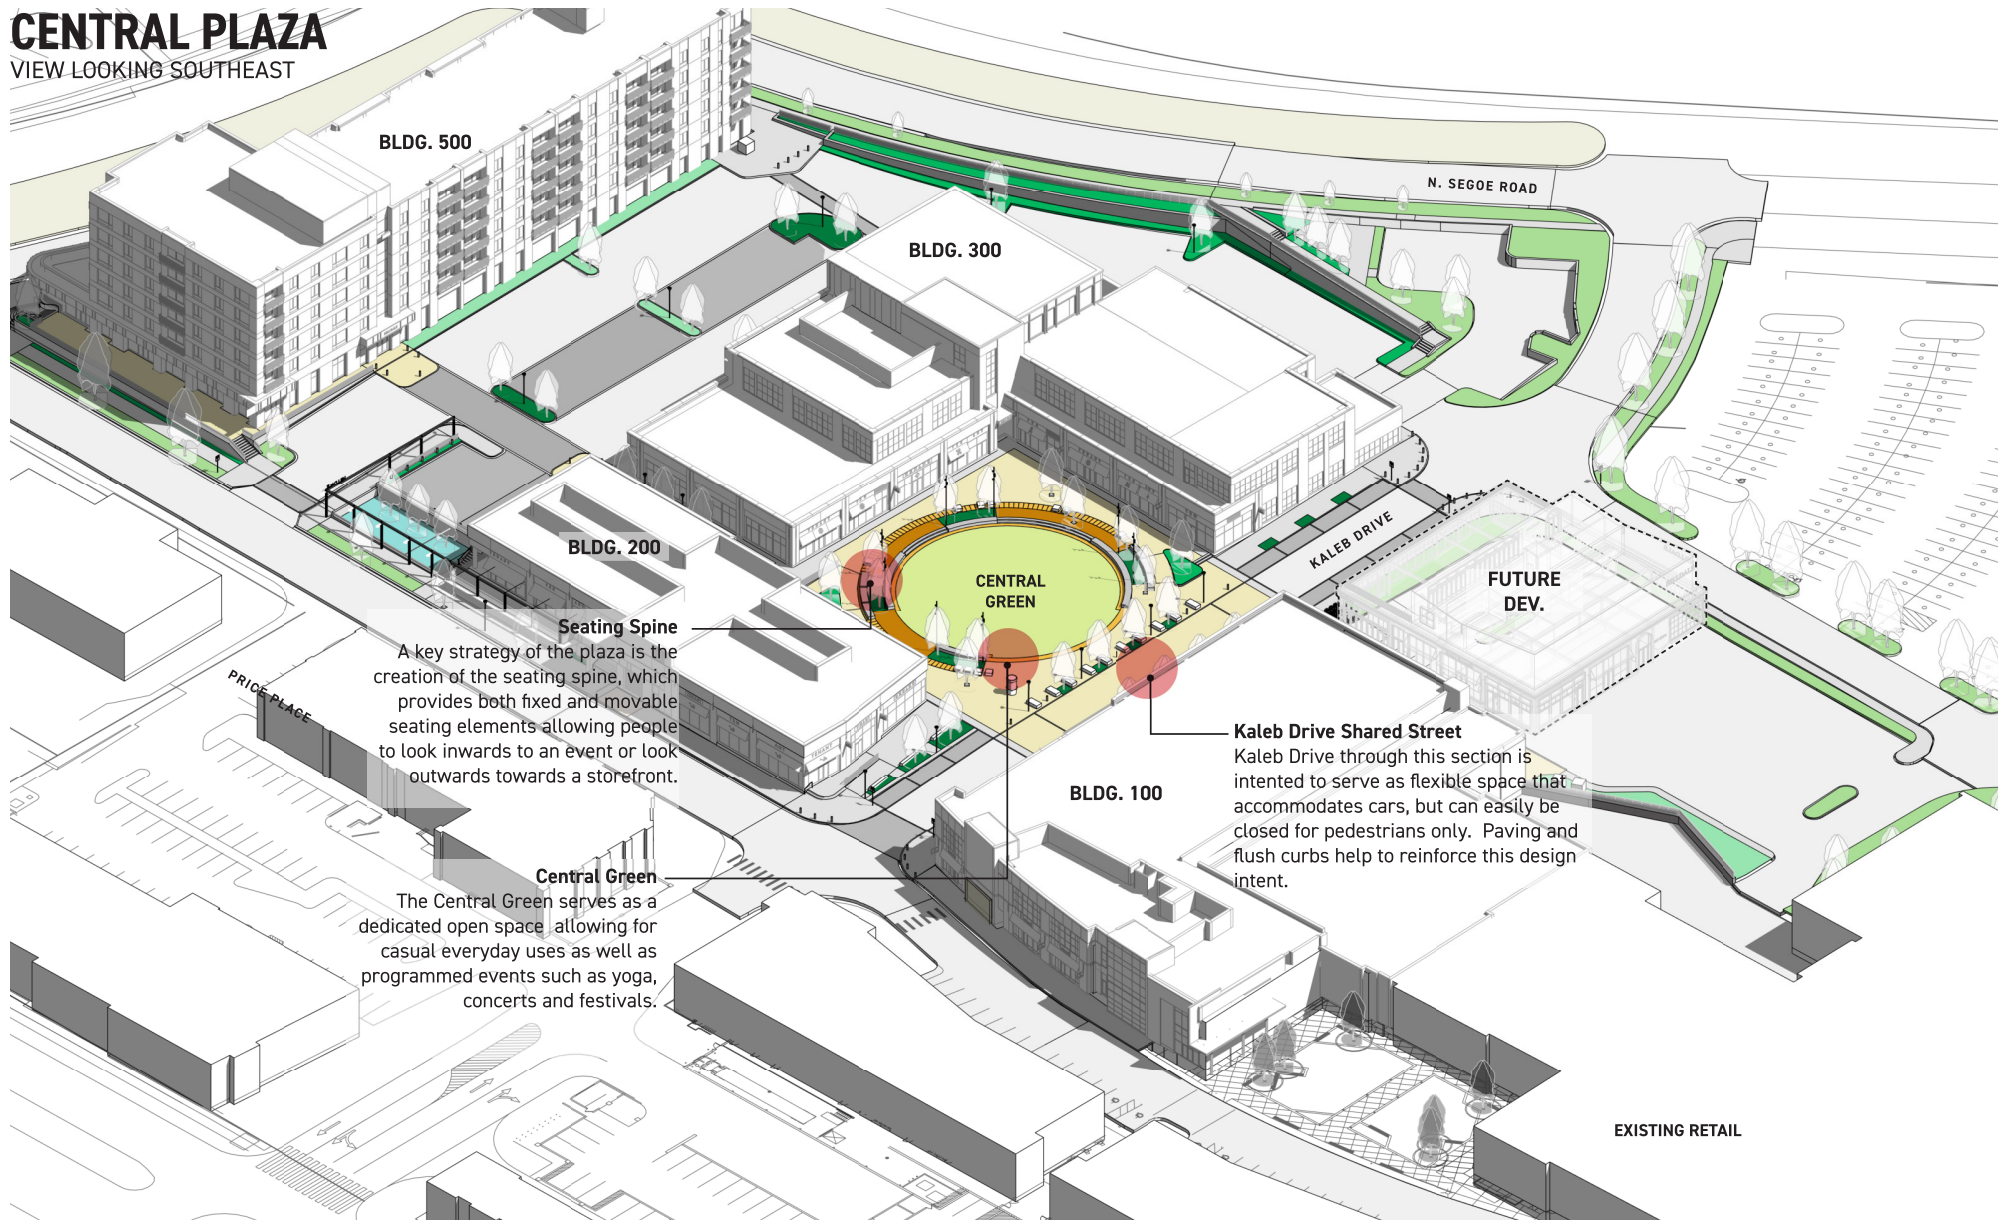 CENTRAL PLAZA
VIEW LOOKING SOUTHEAST
BLDG. 500
N. SEGOE ROAD
BLDG. 300
BLDG. 200
KALEB DRIVE
CENTRAL
GREEN
FUTURE
DEV.
Seating Spine
A key strategy of the plaza is the
creation of the seating spine, which
provides both fixed and movable
seating elements allowing people
to look inwards to an event or look
outwards towards a storefront.
PRICE PLACE
Kaleb Drive Shared Street
Kaleb Drive through this section is
intented to serve as flexible space that
accommodates cars, but can easily be
closed for pedestrians only.  Paving and
flush curbs help to reinforce this design
intent.
BLDG. 100
Central Green
The Central Green serves as a
dedicated open space  allowing for
casual everyday uses as well as
programmed events such as yoga,
concerts and festivals.
EXISTING RETAIL